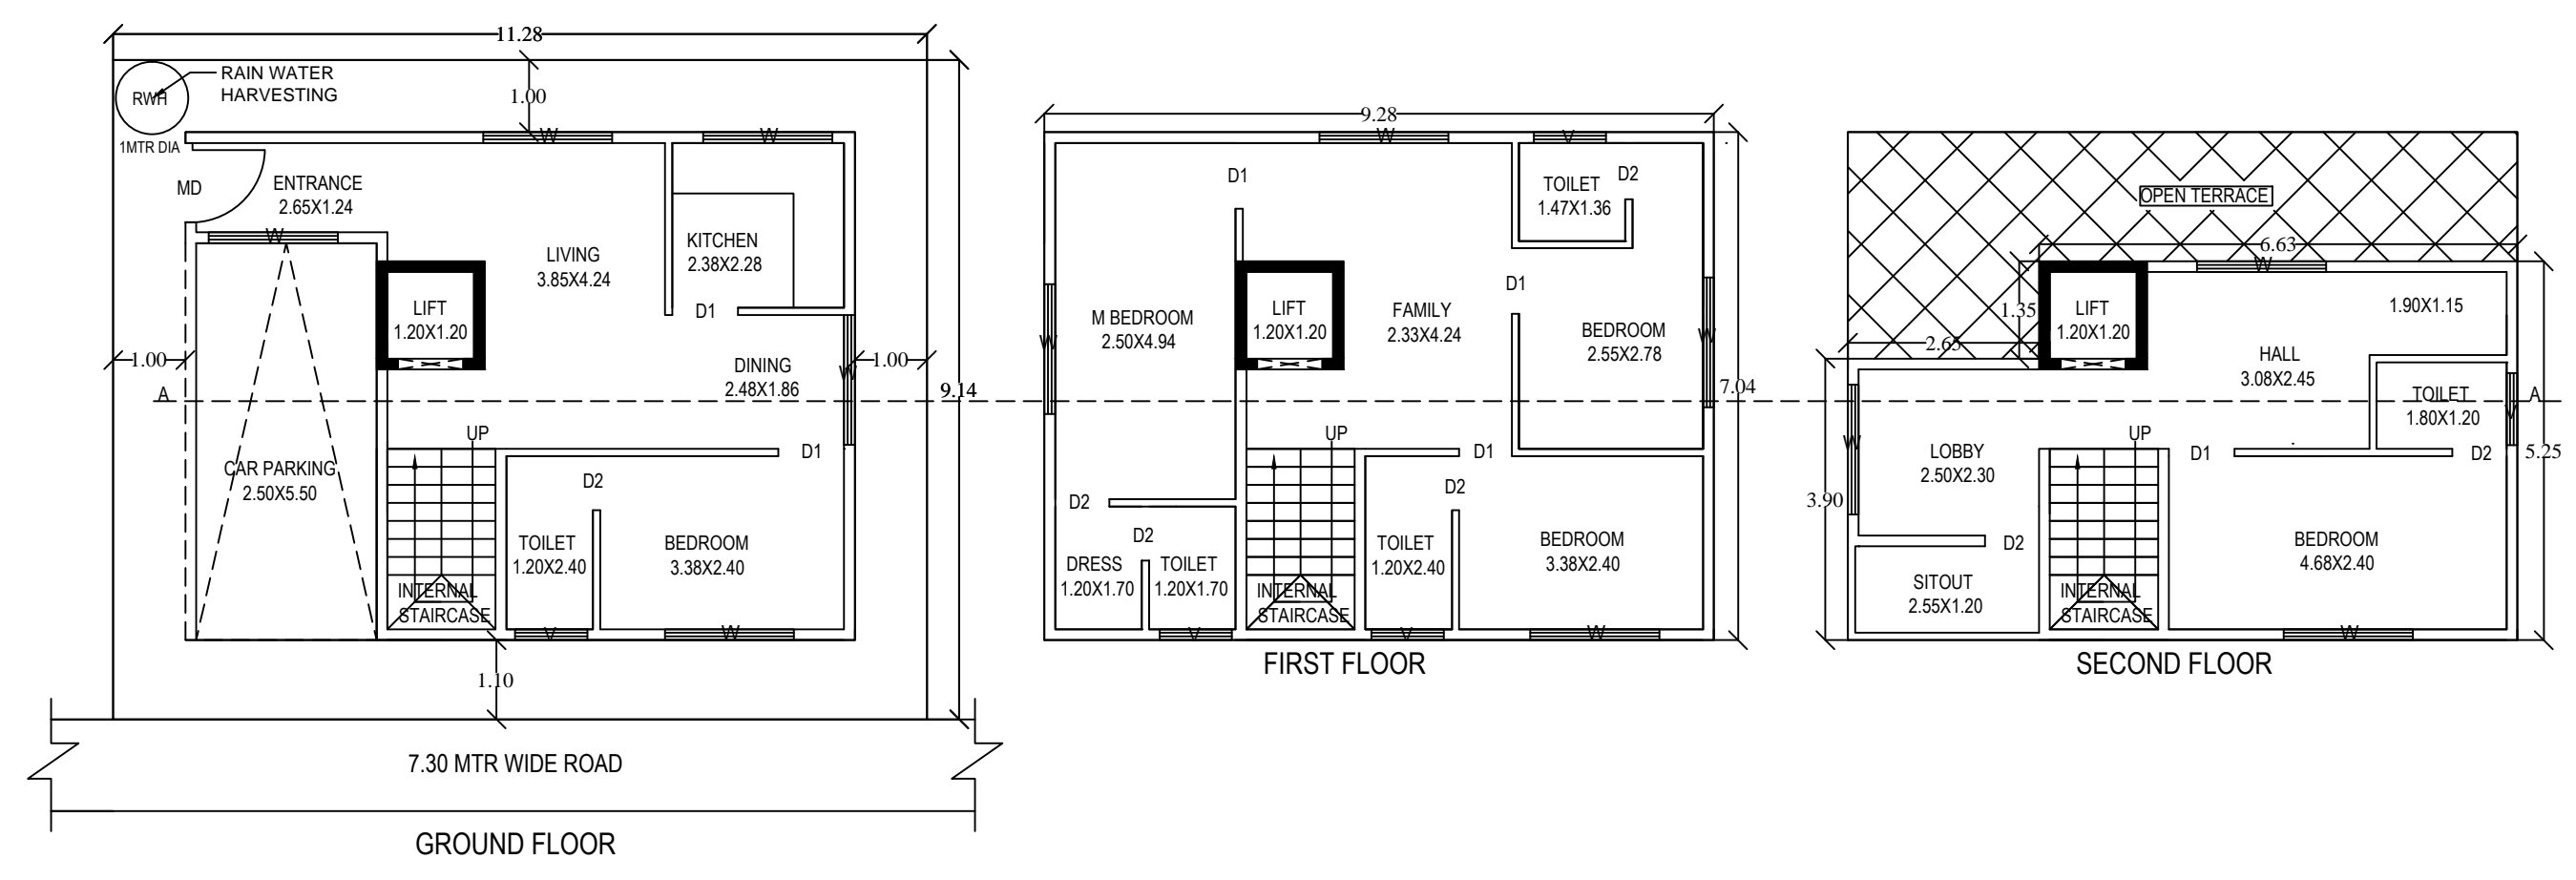 11.28
RAIN WATER
HARVESTING
RWH
1.00
1MTR DIA
W
W
MD
ENTRANCE
2.65X1.24
W
LIVING
3.85X4.24
KITCHEN
2.38X2.28
LIFT
1.20X1.20
D1
1.00
DINING
2.48X1.86
W
1.00
A
9.14
UP
D1
CAR PARKING
2.50X5.50
D2
TOILET
1.20X2.40
BEDROOM
3.38X2.40
INTERNAL
STAIRCASE
V
W
1.10
7.30 MTR WIDE ROAD
GROUND FLOOR
9.28
W
V
D1
TOILET
1.47X1.36
D2
D1
M BEDROOM
2.50X4.94
LIFT
1.20X1.20
FAMILY
2.33X4.24
BEDROOM
2.55X2.78
W
W
7.04
UP
D1
D2
D2
D2
DRESS
1.20X1.70
TOILET
1.20X1.70
INTERNAL
STAIRCASE
TOILET
1.20X2.40
BEDROOM
3.38X2.40
V
V
W
FIRST FLOOR
OPEN TERRACE
6.63
W
1.35
LIFT
1.20X1.20
1.90X1.15
2.65
HALL
3.08X2.45
TOILET
1.80X1.20
V
A
W
LOBBY
2.50X2.30
UP
D1
D2
5.25
3.90
D2
SITOUT
2.55X1.20
INTERNAL
STAIRCASE
BEDROOM
4.68X2.40
W
SECOND FLOOR